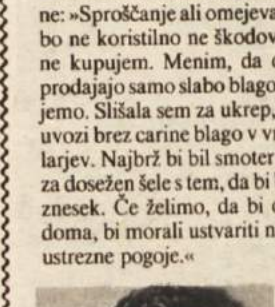 ne: »Sproščanje ali omejeva
bo ne koristilno ne škodov
ne kupujem. Menim, da
prodajajo samo slabo blago
jemo. Slišala sem za ukrep,
uvozi brez carine blago v
larjev. Najbrž bi bil smoter
za dosežen šele s tem, da bi
znesek. Če želimo, da bi
doma, bi morali ustvariti
ustrezne pogoje.«